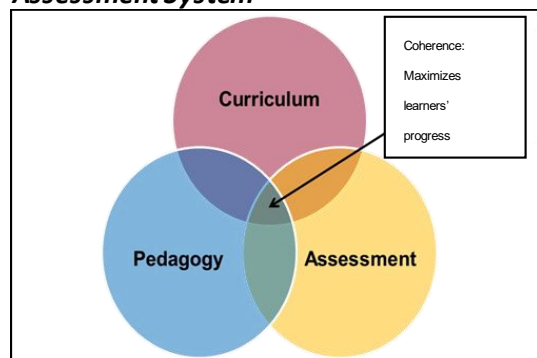 Assessment System
Coherence:
Maximizes
learners'
progress
Curriculum
Pedagogy
Assessment